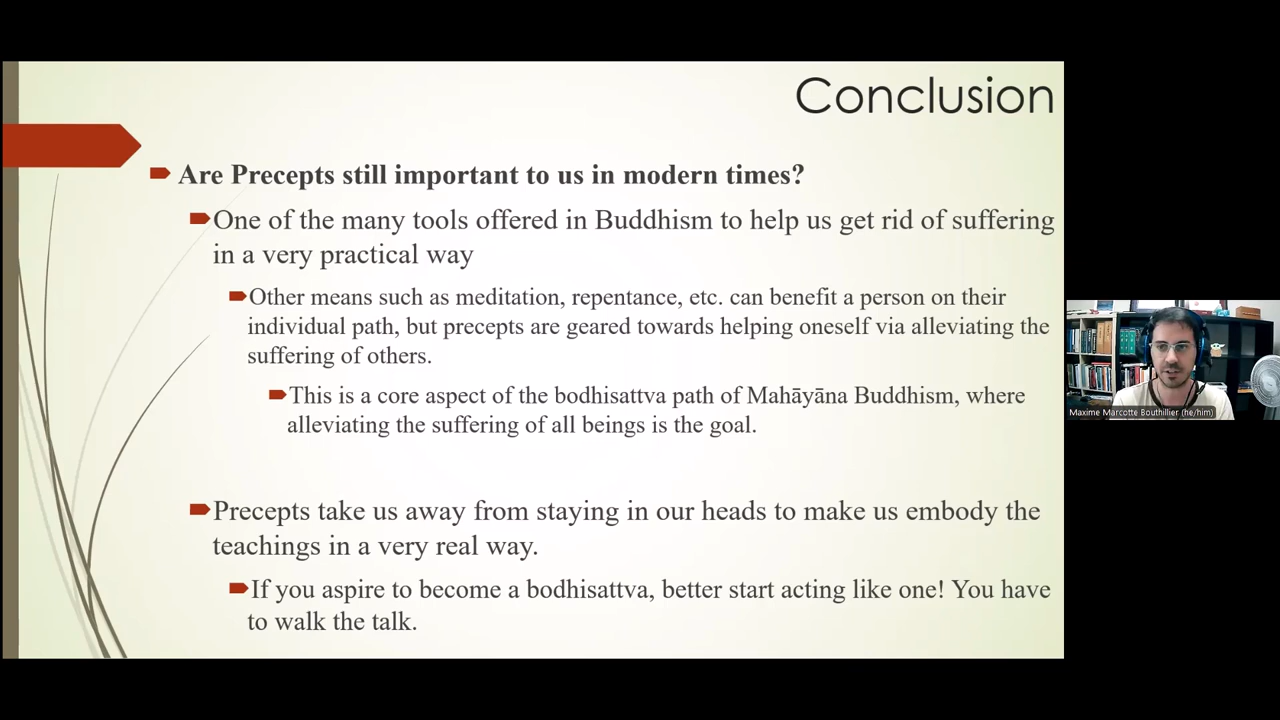 Conclusion
Are Precepts still important to us in modern times?
One of the many tools offered in Buddhism to help us get rid of suffering
in a very practical way
Other means such as meditation, repentance, etc. can benefit a person on their
individual path, but precepts are geared towards helping oneself via alleviating the
suffering of others.
This is a core aspect of the bodhisattva path of Mahāyāna Buddhism, where
alleviating the suffering of all beings is the goal.
Precepts take us away from staying in our heads to make us embody the
teachings in a very real way.
If you aspire to become a bodhisattva, better start acting like one! You have
to walk the talk.
Maxime Marcotte Bouthillier (he/him)